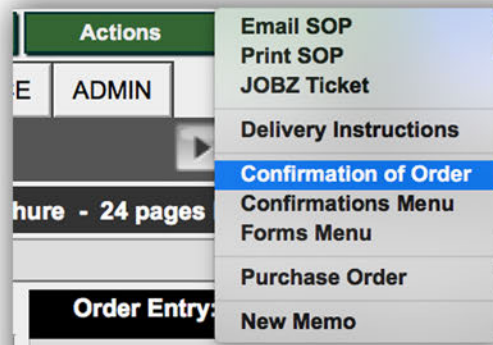 Actions
E
ADMIN
hure - 24 pages
Order Entry:
Email SOP
Print SOP
JOBZ Ticket
Delivery Instructions
Confirmation of Order
Confirmations Menu
Forms Menu
Purchase Order
New Memo